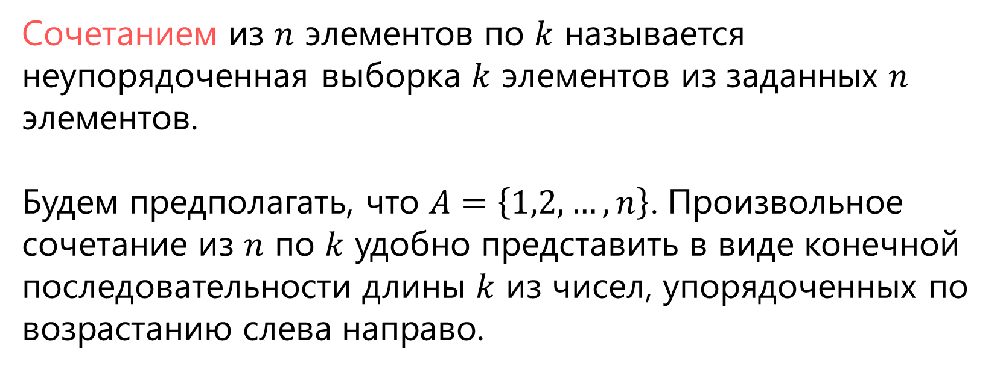 Сочетанием из n элементов по k называется
неупорядоченная выборка k элементов из заданных n
элементов.
Будем предполагать, что A = {1,2, … , n}. Произвольное
сочетание из n по k удобно представить в виде конечной
последовательности длины k из чисел, упорядоченных по
возрастанию слева направо.